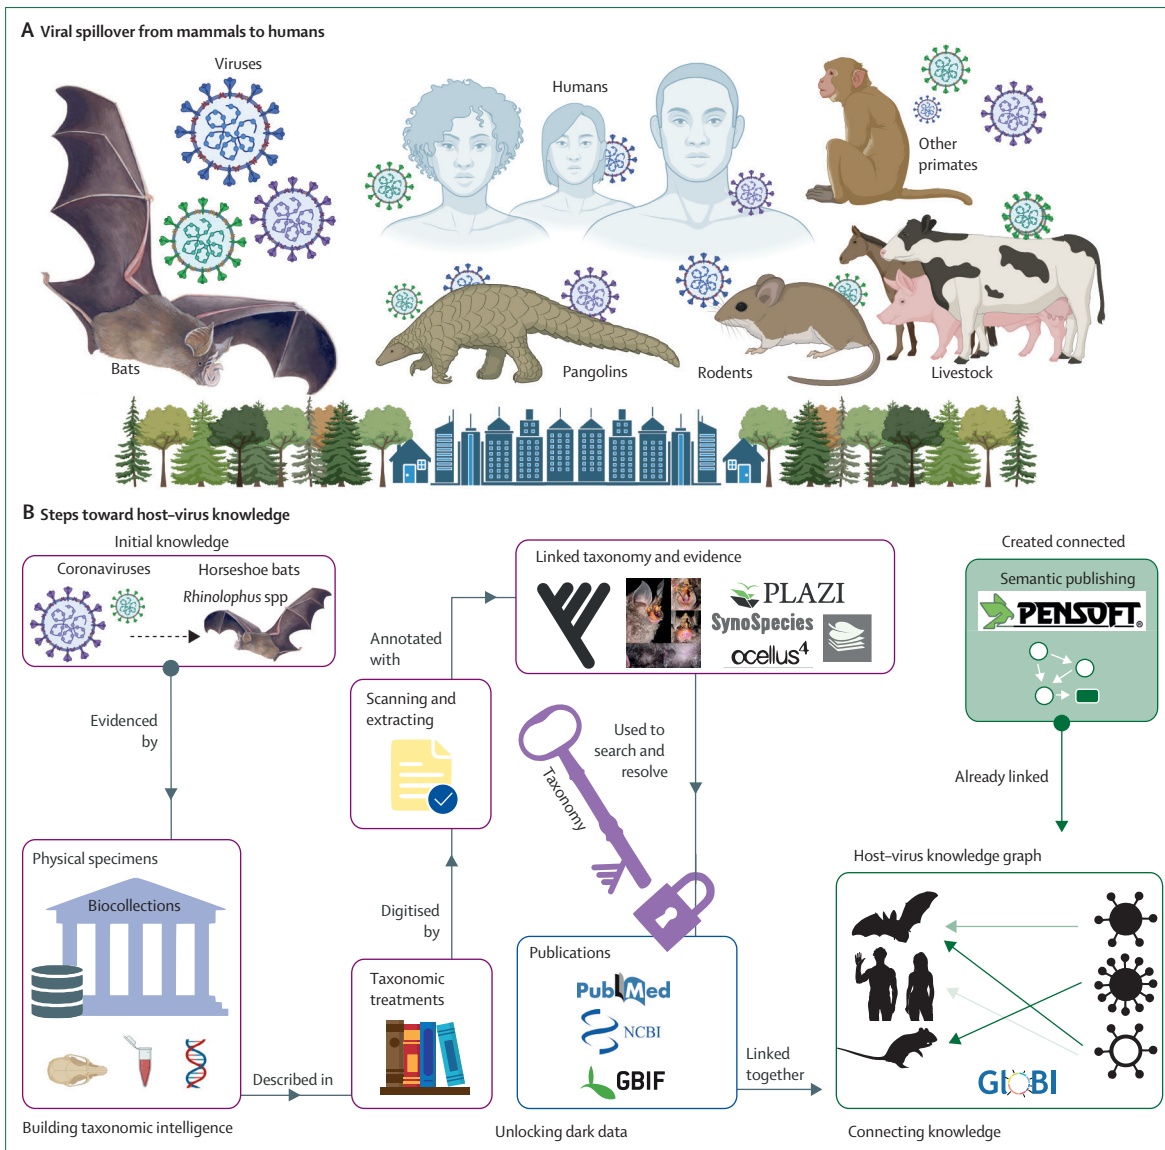 A Viral spillover from mammals to humans
Viruses
Humans
Other
primates
Bats
Pangolins
Rodents
Livestock
B Steps toward host–virus knowledge
Initial knowledge
Coronaviruses
Horseshoe bats
Rhinolophus spp
Evidenced
by
Physical specimens
Biocollections
Building taxonomic intelligence
Described in
Taxonomic
treatments
Digitised
by
Scanning and
extracting
Annotated
with
Linked taxonomy and evidence
PLAZI
SynoSpecies
ocellus4
Used to
search and
resolve
Taxonomy
Publications
PubMed
NCBI
GBIF
Unlocking dark data
Linked
together
Created connected
Semantic publishing
PENSOFT®
Already linked
Host–virus knowledge graph
GloBI
Connecting knowledge